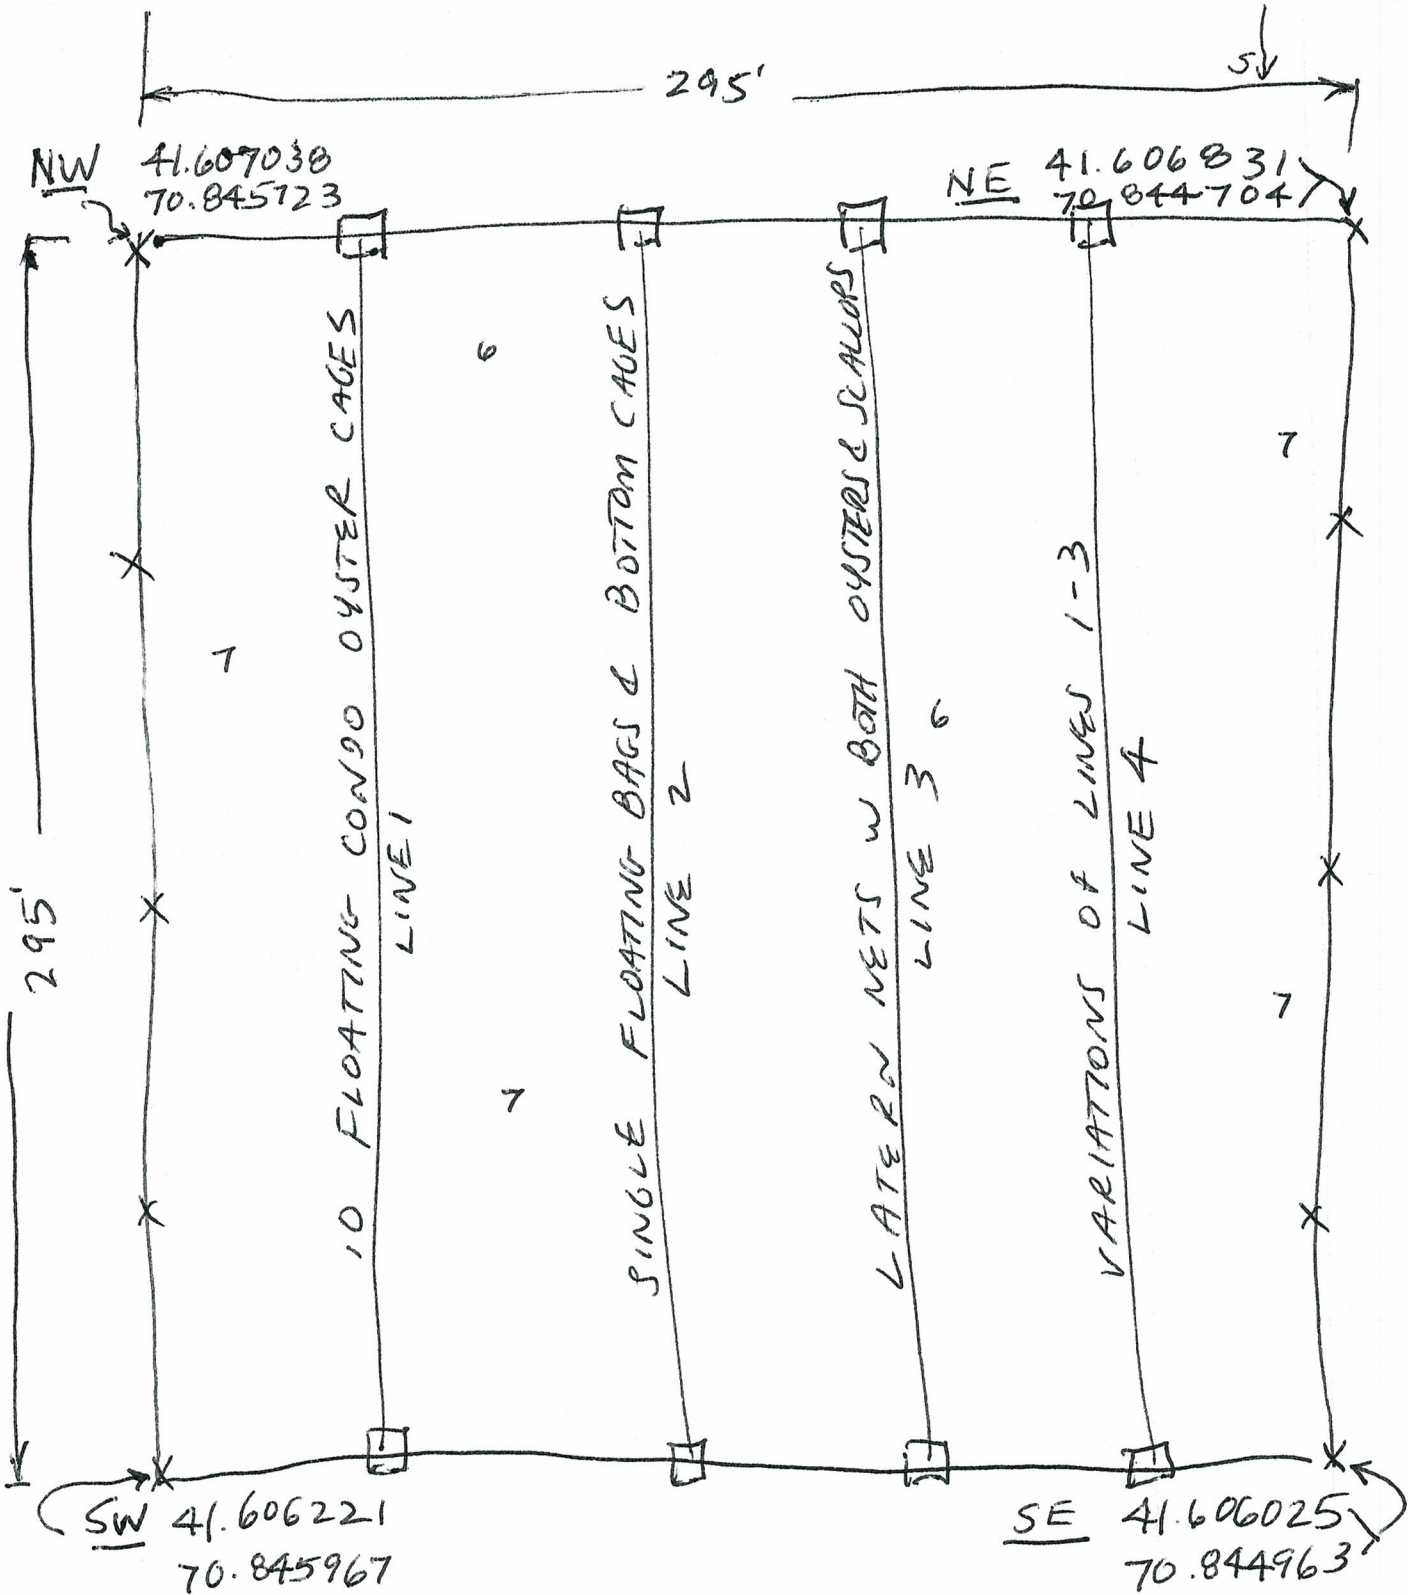 295'
S
NW 41.607038
70.845723
NE 41.606831
70.844704
10 FLOATING CONDO OYSTER CAGES
LINE 1
SINGLE FLOATING BAGS & BOTTOM CAGES
LINE 2
LATERN NETS W BOTH OYSTERS & SCALLOPS
LINE 3
VARIATIONS OF LINES 1-3
LINE 4
6
7
7
6
7
7
295'
SW 41.606221
70.845967
SE 41.606025
70.844963